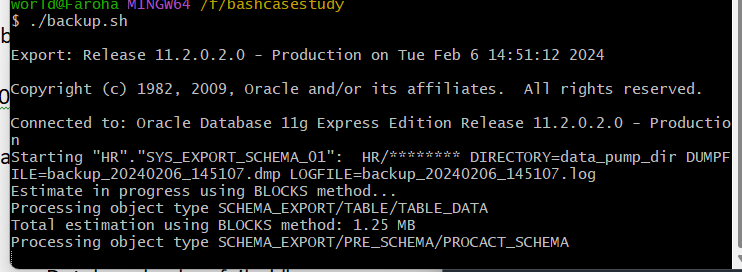 world@Faroha MINGW64 /f/bashcasestudy
$ ./backup.sh
Export: Release 11.2.0.2.0 - Production on Tue Feb 6 14:51:12 2024
Copyright (c) 1982, 2009, Oracle and/or its affiliates.  All rights reserved.
Connected to: Oracle Database 11g Express Edition Release 11.2.0.2.0 - Productio
n
Starting "HR"."SYS_EXPORT_SCHEMA_01":  HR/******** DIRECTORY=data_pump_dir DUMPF
ILE=backup_20240206_145107.dmp LOGFILE=backup_20240206_145107.log
Estimate in progress using BLOCKS method...
Processing object type SCHEMA_EXPORT/TABLE/TABLE_DATA
Total estimation using BLOCKS method: 1.25 MB
Processing object type SCHEMA_EXPORT/PRE_SCHEMA/PROCACT_SCHEMA